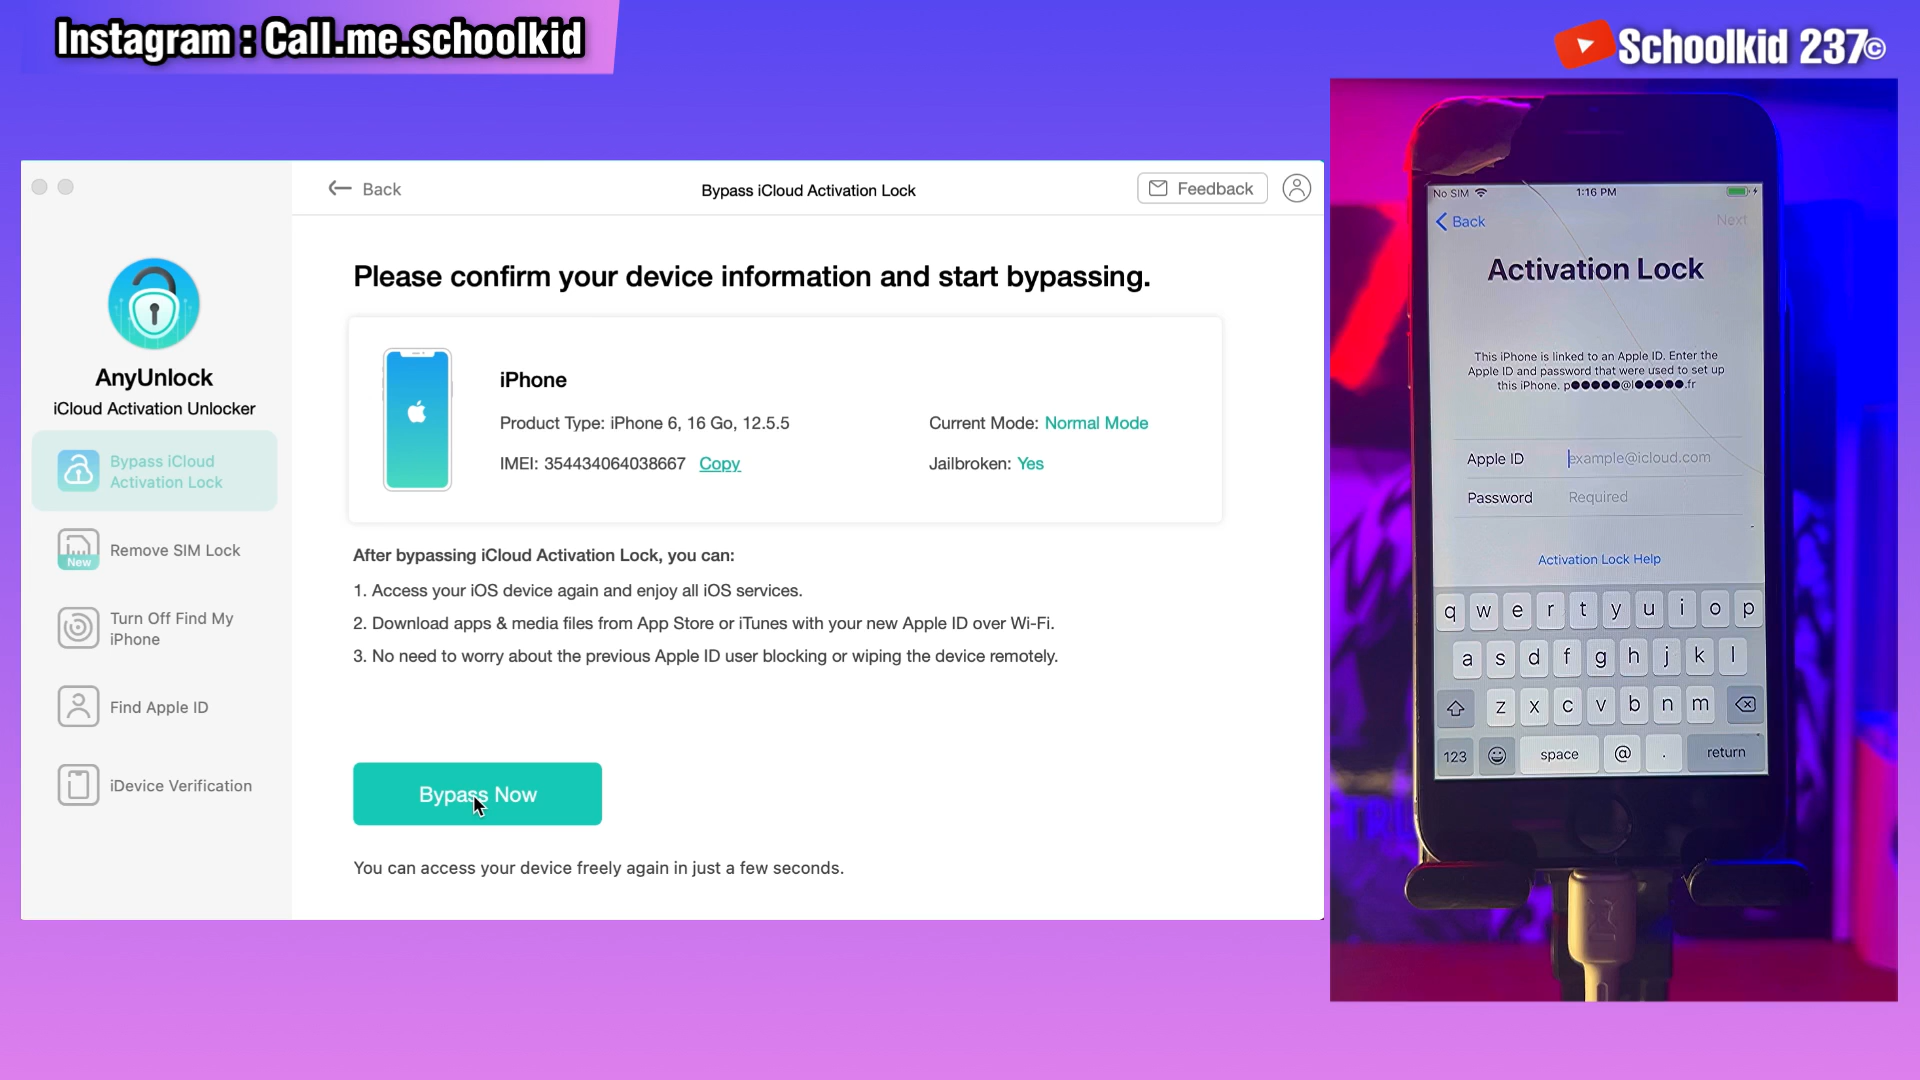 Instagram : Call.me.schoolkid
Schoolkid 237©
Back
Bypass iCloud Activation Lock
Feedback
AnyUnlock
iCloud Activation Unlocker
Bypass iCloud
Activation Lock
New
Remove SIM Lock
Turn Off Find My
iPhone
Find Apple ID
iDevice Verification
Please confirm your device information and start bypassing.
iPhone
Product Type: iPhone 6, 16 Go, 12.5.5
Current Mode: Normal Mode
IMEI: 354434064038667 Copy
Jailbroken: Yes
After bypassing iCloud Activation Lock, you can:
1. Access your iOS device again and enjoy all iOS services.
2. Download apps & media files from App Store or iTunes with your new Apple ID over Wi-Fi.
3. No need to worry about the previous Apple ID user blocking or wiping the device remotely.
Bypass Now
You can access your device freely again in just a few seconds.
No SIM 1:16 PM
Back
Next
Activation Lock
This iPhone is linked to an Apple ID. Enter the
Apple ID and password that were used to set up
this iPhone. p●●●●●@l●●●●●.fr
Apple ID example@icloud.com
Password Required
Activation Lock Help
q w e r t y u i o p
a s d f g h j k l
z x c v b n m
123 space @ . return